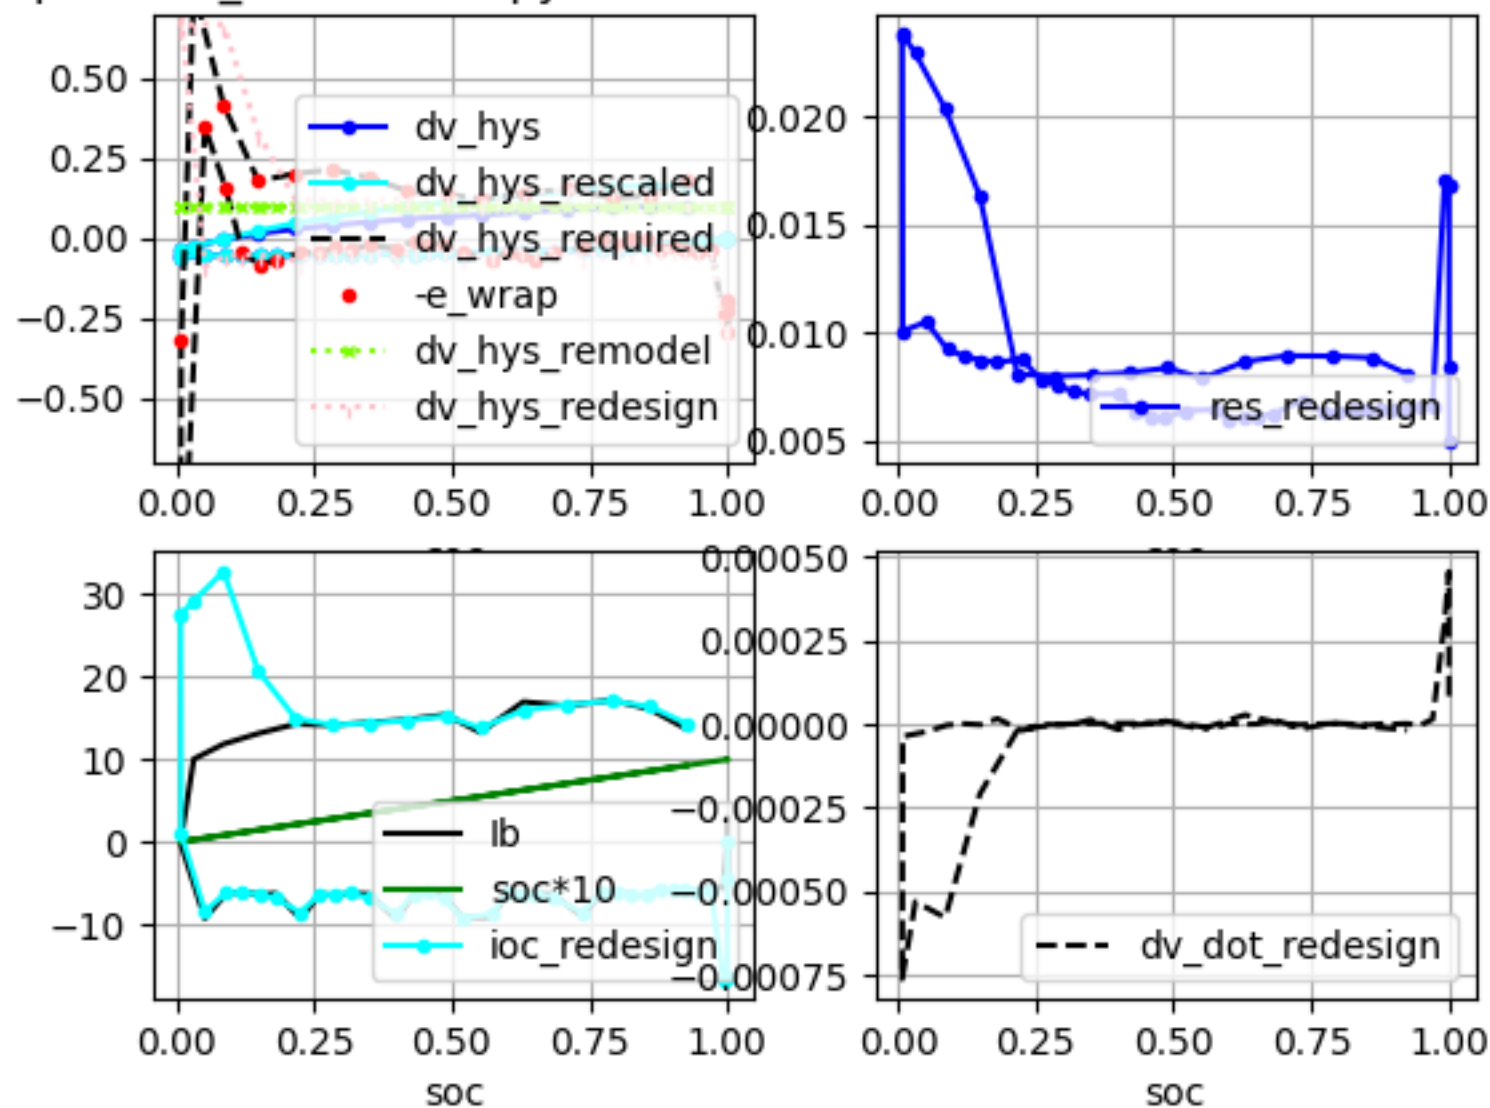 0.50
0.25
0.00
−0.25
−0.50
dv_hys
dv_hys_rescaled
dv_hys_required
-e_wrap
dv_hys_remodel
dv_hys_redesign
0.00 0.25 0.50 0.75 1.00
0.020
0.015
0.010
0.005
res_redesign
0.00 0.25 0.50 0.75 1.00
30
20
10
0
−10
Ib
soc*10
ioc_redesign
0.00 0.25 0.50 0.75 1.00
soc
0.00050
0.00025
0.00000
−0.00025
−0.00050
−0.00075
dv_dot_redesign
0.00 0.25 0.50 0.75 1.00
soc